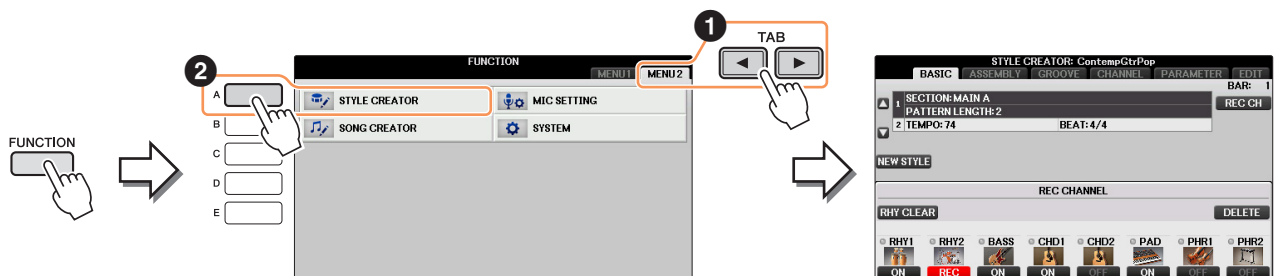 1
TAB
2
FUNCTION
MENU1 MENU2
A
STYLE CREATOR
MIC SETTING
B
SONG CREATOR
SYSTEM
C
D
E
FUNCTION
STYLE CREATOR: ContempGtrPop
BASIC ASSEMBLY GROOVE CHANNEL PARAMETER EDIT
BAR: 1
1 SECTION:MAIN A
PATTERN LENGTH:2
REC CH
2 TEMPO:74 BEAT:4/4
NEW STYLE
REC CHANNEL
RHY CLEAR
DELETE
RHY1 RHY2 BASS CHD1 CHD2 PAD PHR1 PHR2
ON REC ON ON OFF ON OFF OFF